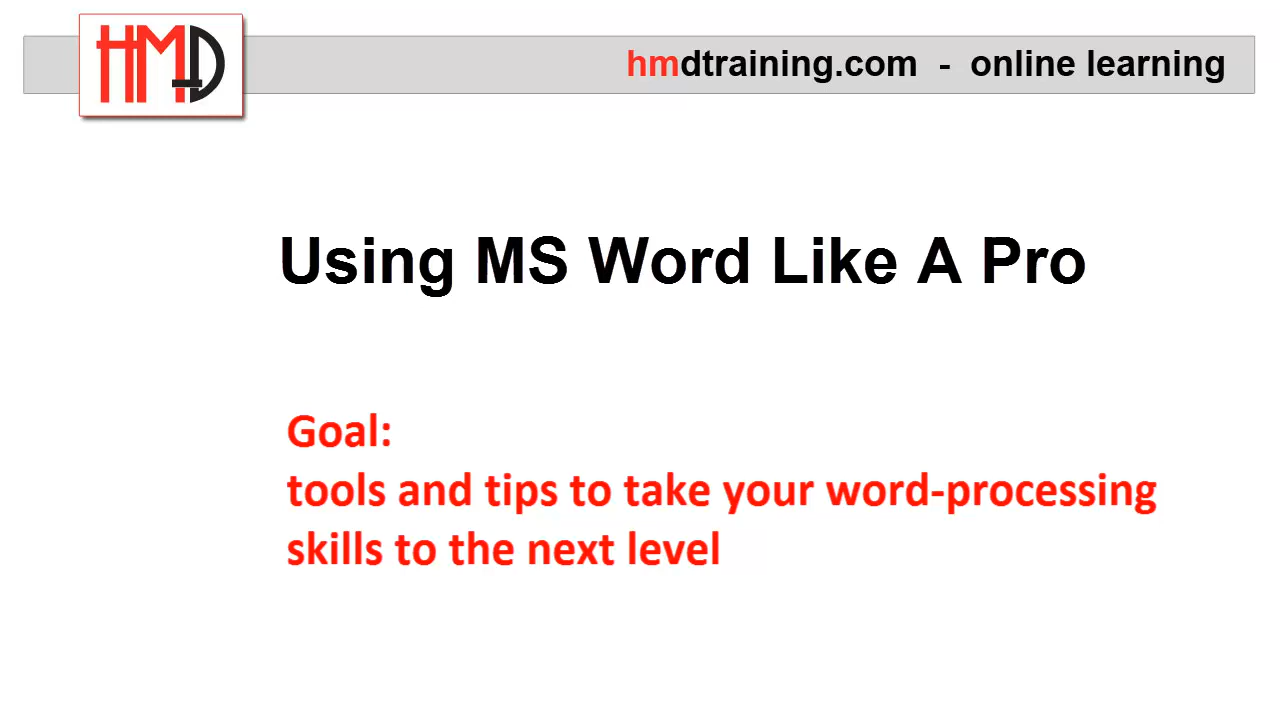 HMD
hmdtraining.com - online learning
Using MS Word Like A Pro
Goal:
tools and tips to take your word-processing
skills to the next level